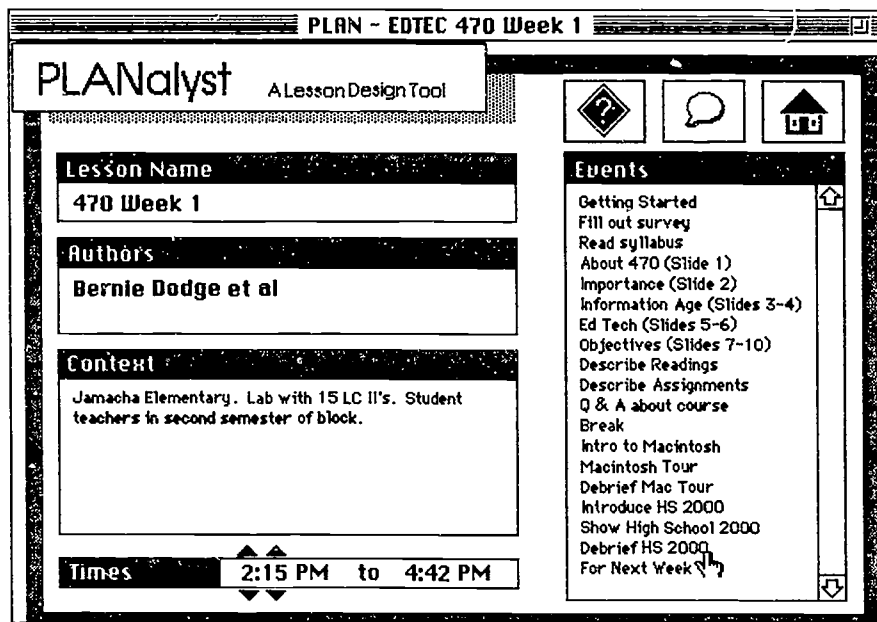 PLAN ~ EDTEC 470 Week 1
PLANalyst A Lesson Design Tool
?
Lesson Name
470 Week 1
Authors
Bernie Dodge et al
Context
Jamacha Elementary. Lab with 15 LC II's. Student
teachers in second semester of block.
Times 2:15 PM to 4:42 PM
Events
Getting Started
Fill out survey
Read syllabus
About 470 (Slide 1)
Importance (Slide 2)
Information Age (Slides 3-4)
Ed Tech (Slides 5-6)
Objectives (Slides 7-10)
Describe Readings
Describe Assignments
Q & A about course
Break
Intro to Macintosh
Macintosh Tour
Debrief Mac Tour
Introduce HS 2000
Show High School 2000
Debrief HS 2000
For Next Week